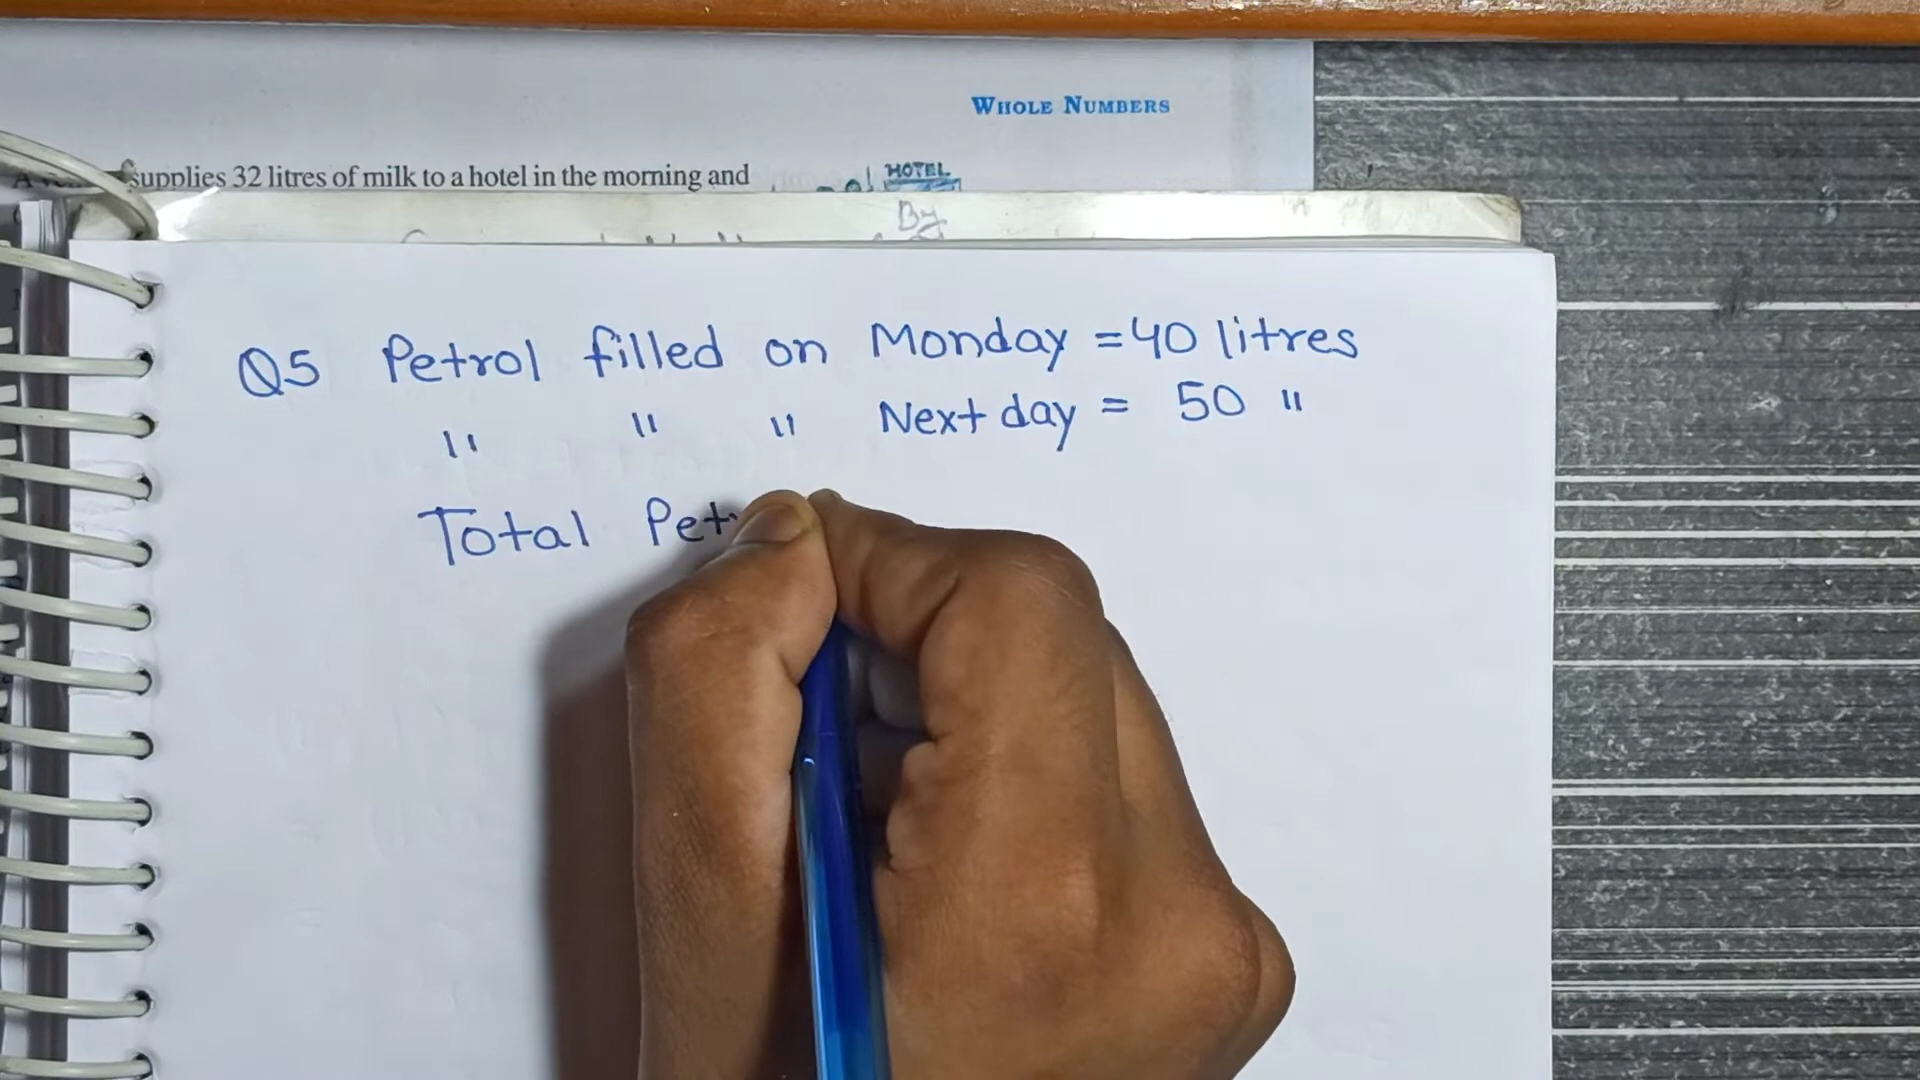 WHOLE NUMBERS
supplies 32 litres of milk to a hotel in the morning and
HOTEL
By
Q5 Petrol filled on Monday = 40 litres
" " " Next day = 50 "
Total Pet